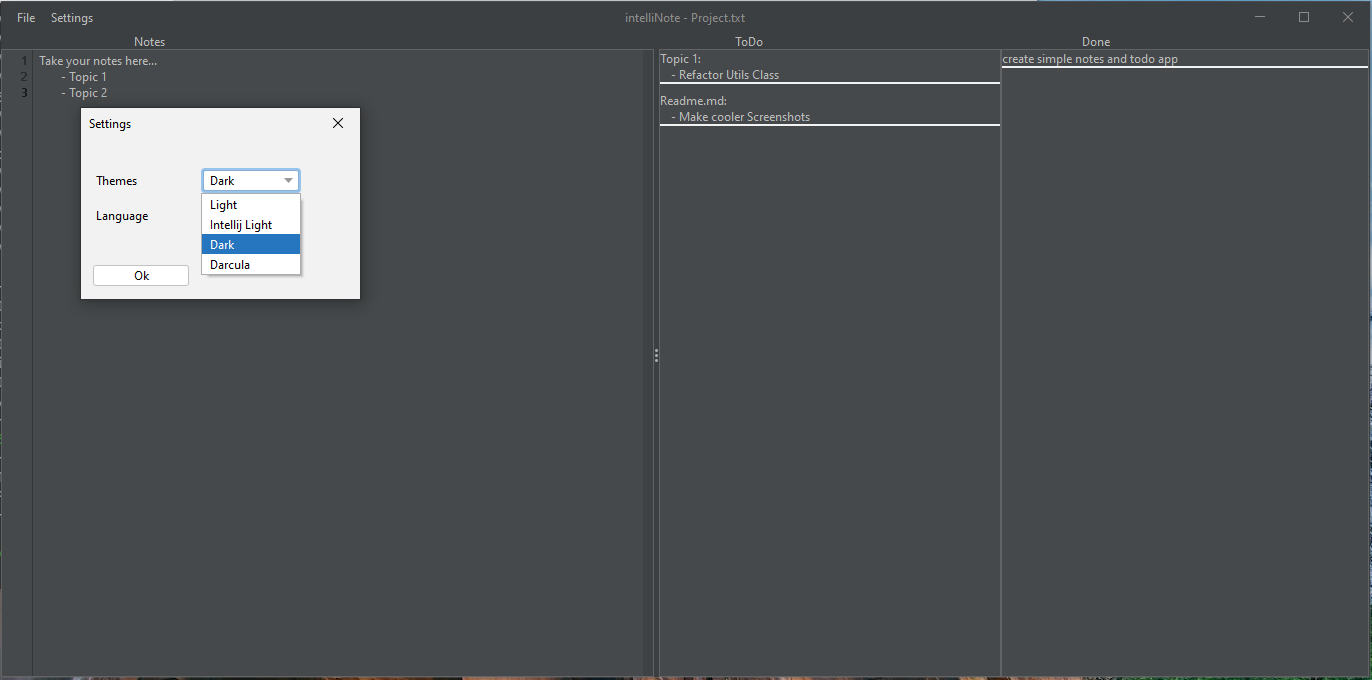 File Settings intelliNote - Project.txt
Notes ToDo Done
1 Take your notes here...
2 - Topic 1
3 - Topic 2
Settings
Themes Dark
Light
Intellij Light
Dark
Darcula
Language
Ok
Topic 1:
- Refactor Utils Class
Readme.md:
- Make cooler Screenshots
create simple notes and todo app